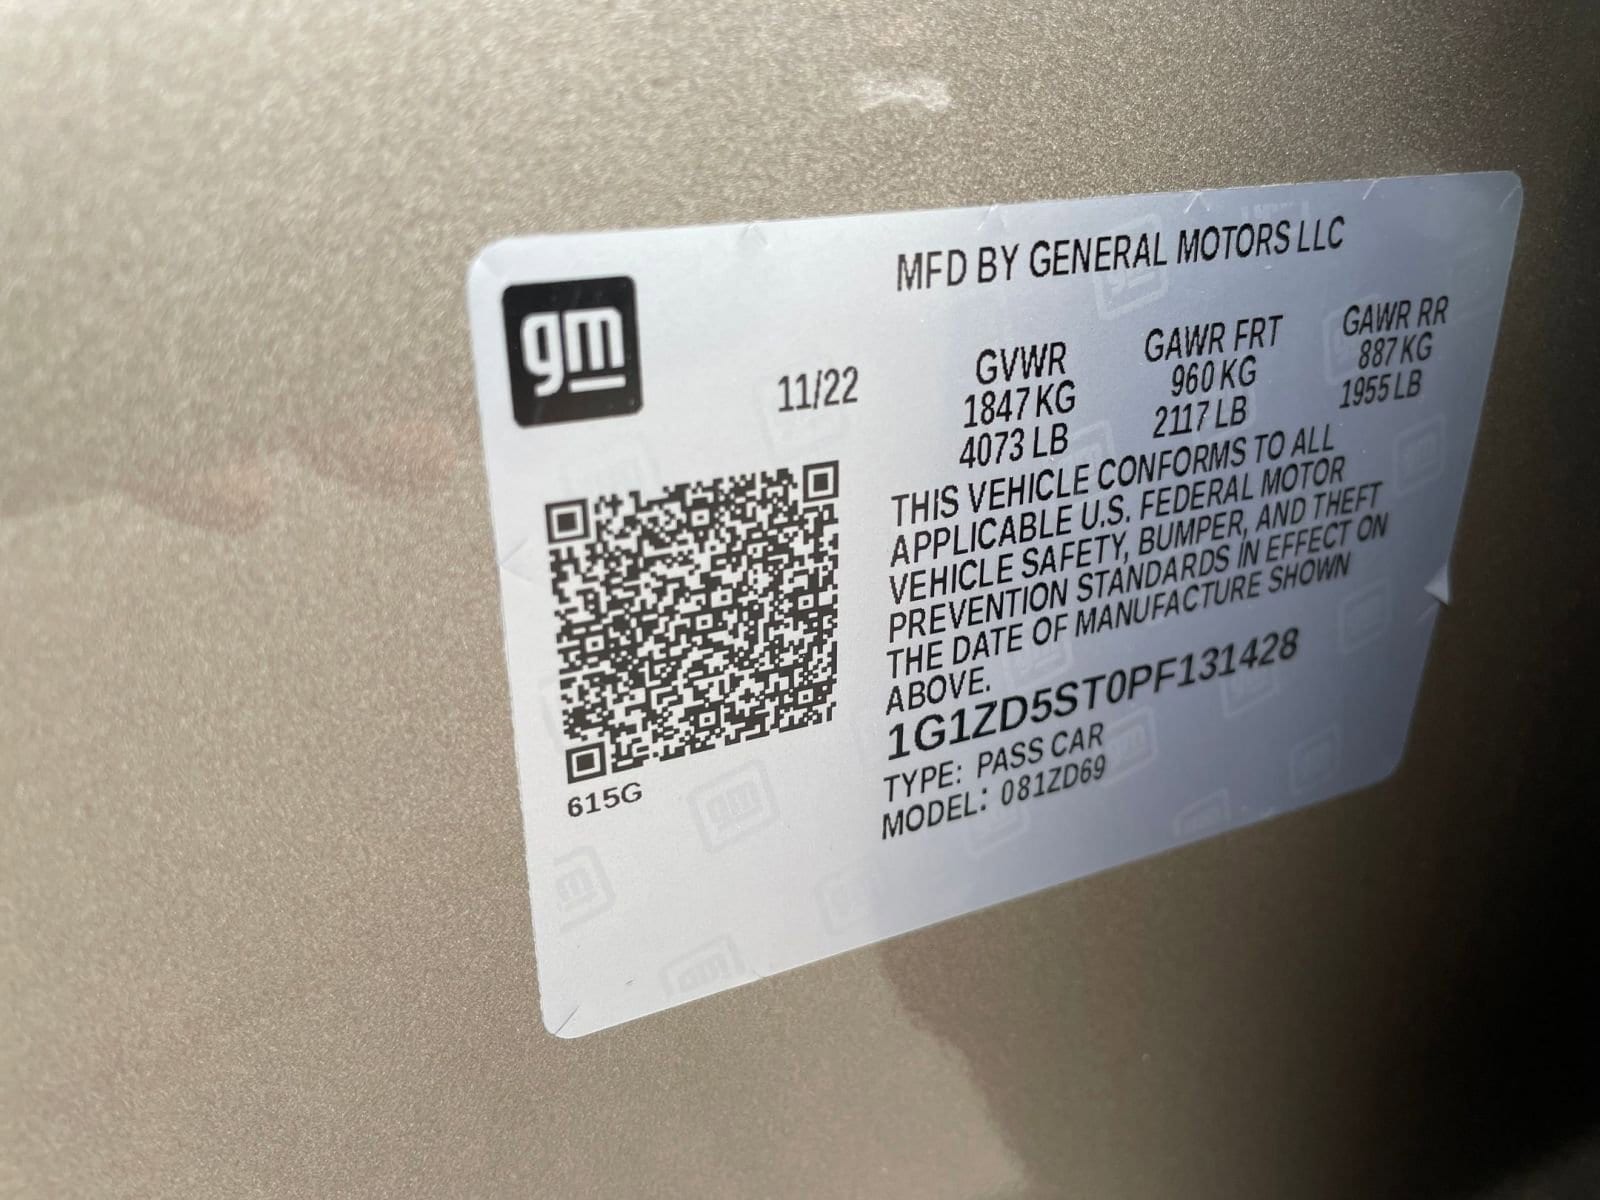 gm
MFD BY GENERAL MOTORS LLC
11/22
GVWR
1847 KG
4073 LB
GAWR FRT
960 KG
2117 LB
GAWR RR
887 KG
1955 LB
THIS VEHICLE CONFORMS TO ALL
APPLICABLE U.S. FEDERAL MOTOR
VEHICLE SAFETY, BUMPER, AND THEFT
PREVENTION STANDARDS IN EFFECT ON
THE DATE OF MANUFACTURE SHOWN
ABOVE.
1G1ZD5ST0PF131428
TYPE: PASS CAR
MODEL: 081ZD69
615G